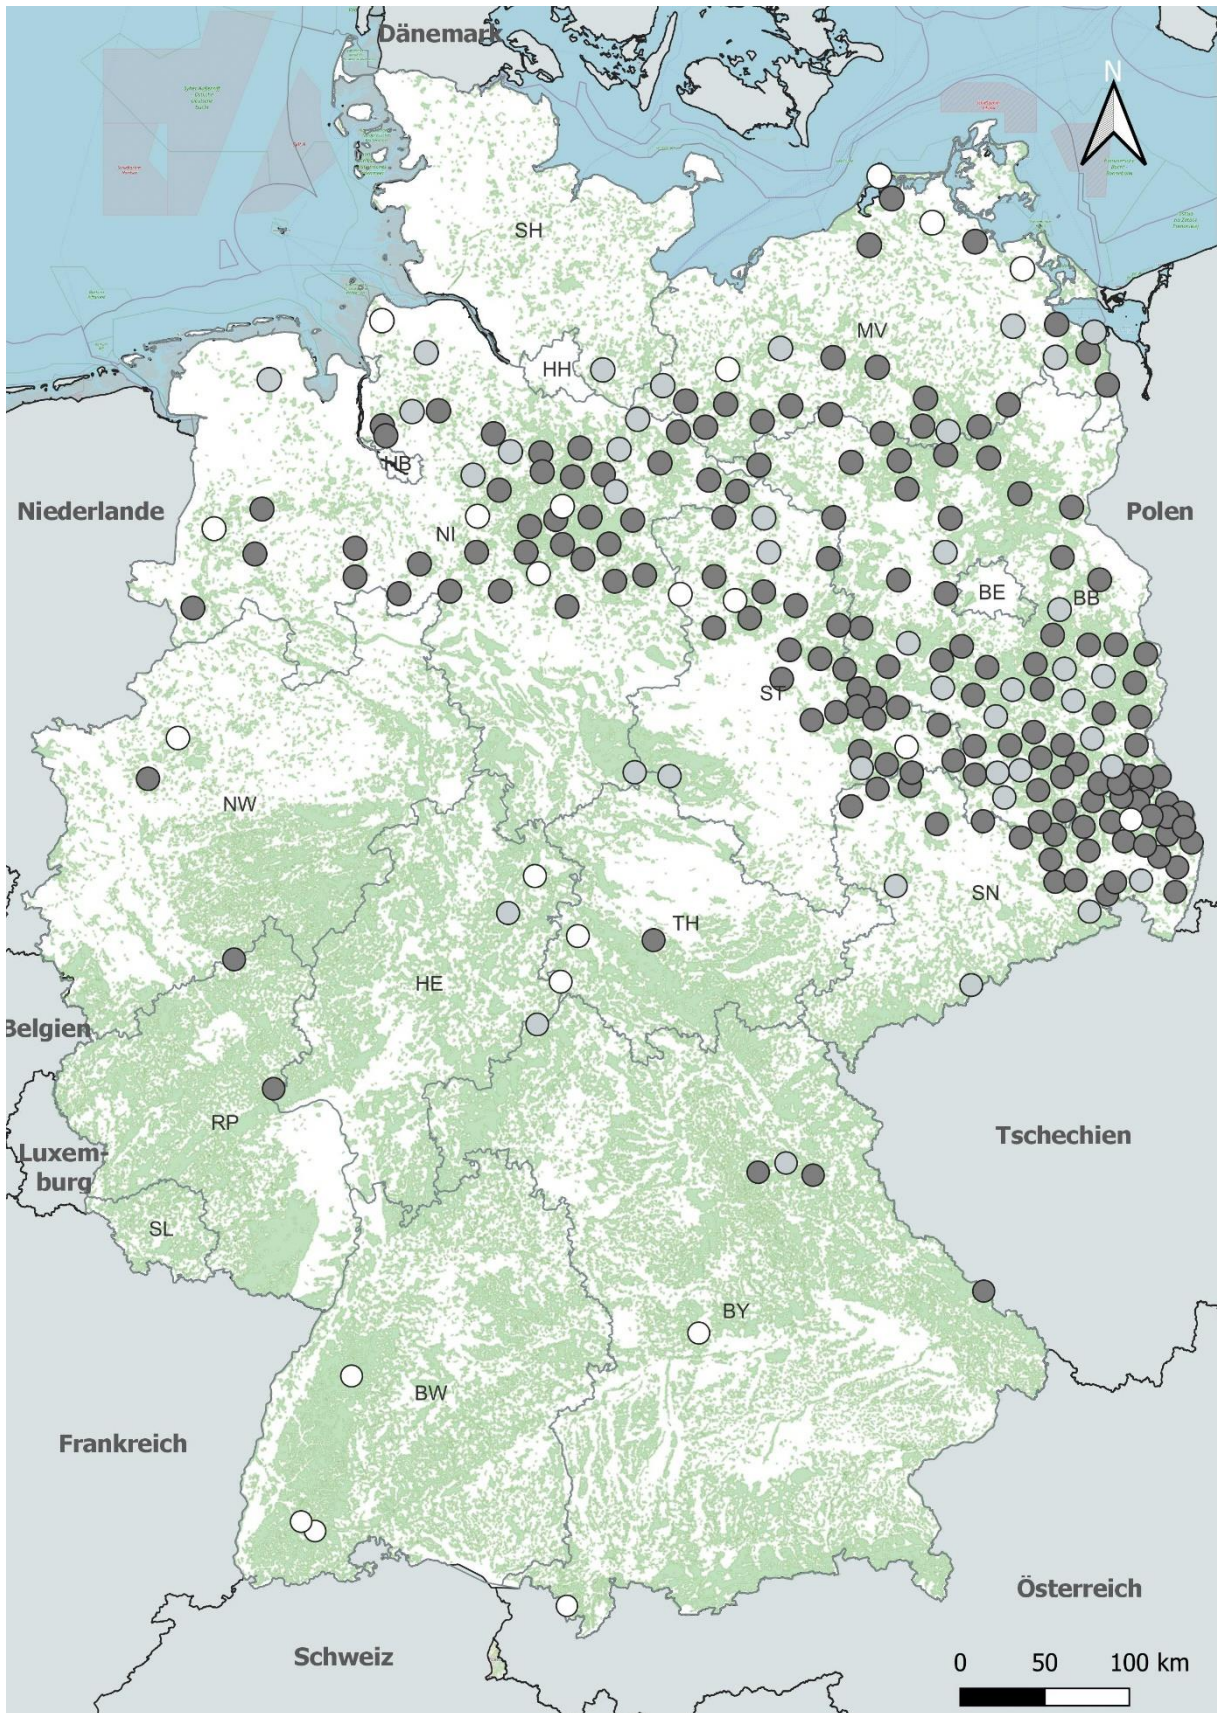 Dänemark
N
SH
MV
HH
HB
Niederlande
NI
Polen
BE
BB
ST
NW
TH
SN
HE
Belgien
RP
Luxem-
burg
Tschechien
SL
BY
BW
Frankreich
Österreich
Schweiz
0 50 100 km